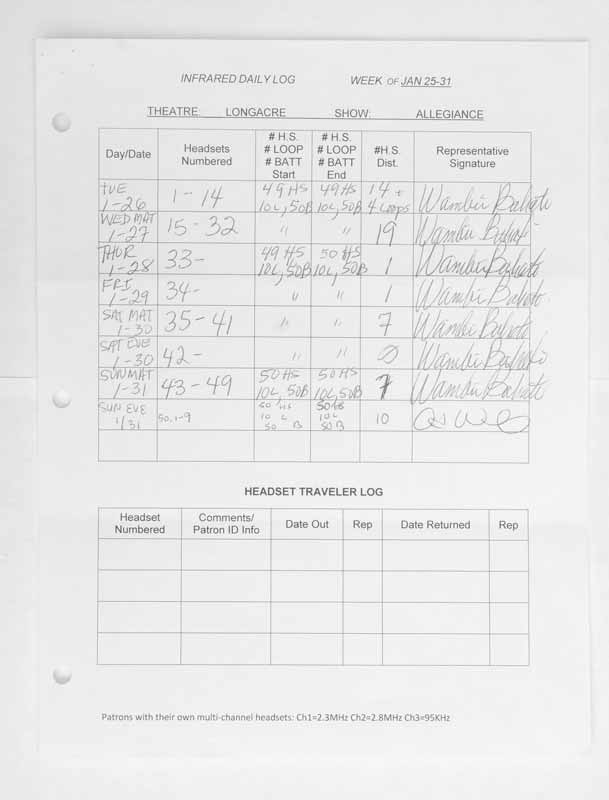 INFRARED DAILY LOG WEEK OF JAN 25-31
THEATRE: LONGACRE SHOW: ALLEGIANCE
Day/Date Headsets Numbered # H.S. # LOOP # BATT Start # H.S. # LOOP # BATT End #H.S. Dist. Representative Signature
TUE 1-26 1-14 49 HS 10L, 50B 49 HS 10L, 50B 14 + 4 Loops Wambui Bahati
WED MAT 1-27 15-32 " " 19 Wambui Bahati
THUR 1-28 33- 49 HS 10L, 50B 50 HS 10L, 50B 1 Wambui Bahati
FRI 1-29 34- " " 1 Wambui Bahati
SAT MAT 1-30 35-41 " " 7 Wambui Bahati
SAT EVE 1-30 42- " " 0 Wambui Bahati
SUN MAT 1-31 43-49 50 HS 10L, 50B 50 HS 10L, 50B 7 Wambui Bahati
SUN EVE 1/31 50, 1-9 50 HS 10 L 50 B 50 HS 10L 50 B 10
HEADSET TRAVELER LOG
Headset Numbered Comments/ Patron ID Info Date Out Rep Date Returned Rep
Patrons with their own multi-channel headsets: Ch1=2.3MHz Ch2=2.8MHz Ch3=95KHz